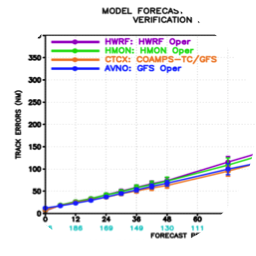 MODEL FORECAS
VERIFICATION
HWRF: HWRF Oper
HMON: HMON Oper
CTCX: COAMPS-TC/GFS
AVNO: GFS Oper
TRACK ERRORS (NM)
350
300
250
200
150
100
50
0
0 12 24 36 48 60
186 169 149 130 111
FORECAST